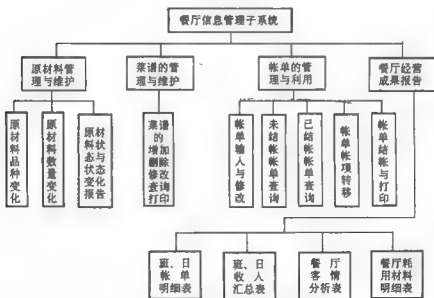 餐厅信息管理子系统
原材料管
理与维护
菜谱的管
理与维护
帐单的管
理与利用
餐厅经营
成果报告
原材料品种变化
原材料数量变化
材状与态化告
原料态状变报
菜谱的增删修查打
加除改询印
帐单输入与修改
未结帐帐单查询
已结帐帐单查询
帐单帐项转移
帐单结帐与打印
班、日
帐单
明细表
班、日
收入
汇总表
餐厅
客情
分析表
餐厅耗
用材料
明细表